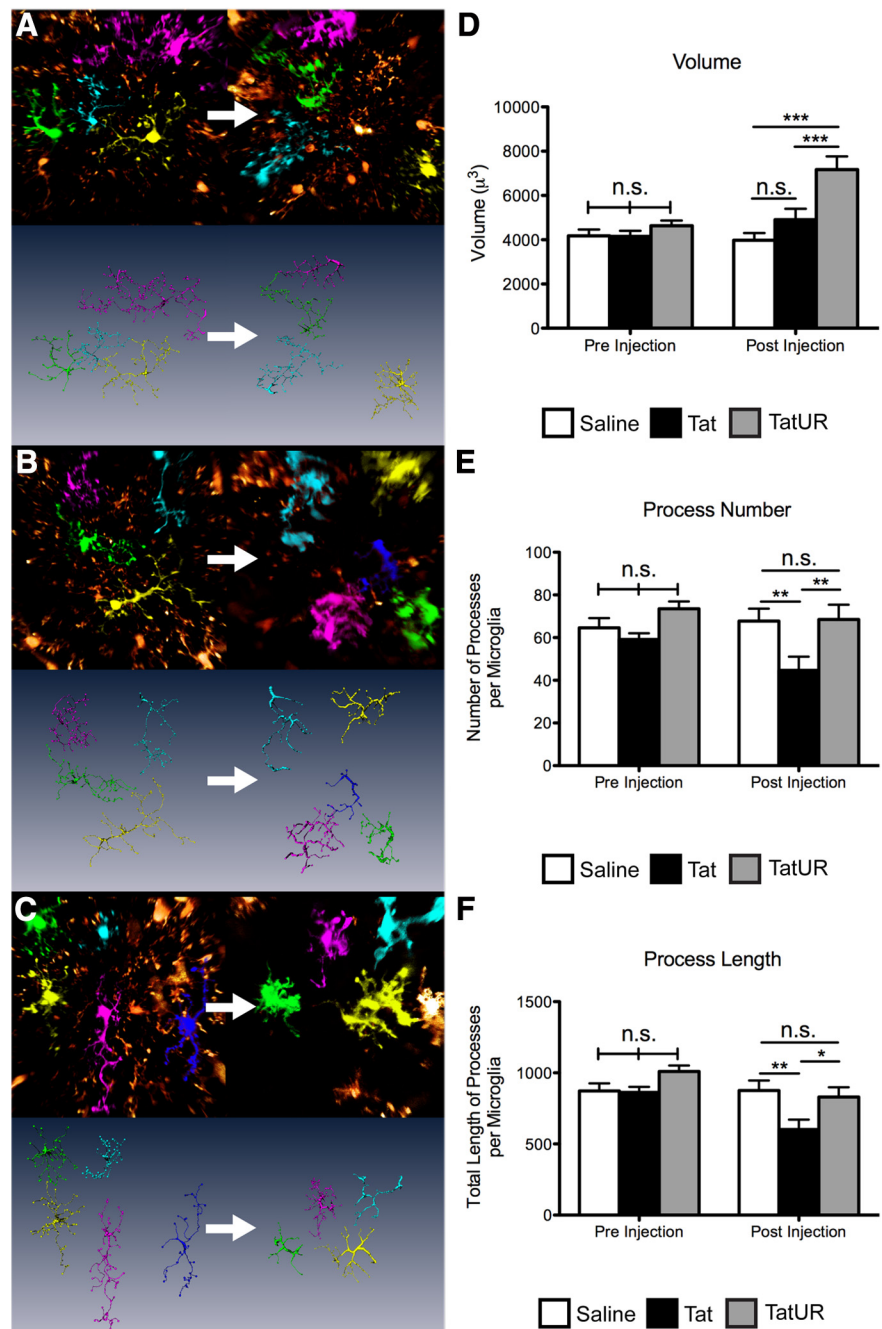 A
B
C
D
Volume
Volume (μ³)
10000
8000
6000
4000
2000
0
n.s.
n.s.
***
***
Pre Injection
Post Injection
Saline
Tat
TatUR
E
Process Number
Number of Processes
per Microglia
100
80
60
40
20
0
n.s.
n.s.
**
**
Pre Injection
Post Injection
Saline
Tat
TatUR
F
Process Length
Total Length of Processes
per Microglia
1500
1000
500
0
n.s.
n.s.
**
*
Pre Injection
Post Injection
Saline
Tat
TatUR